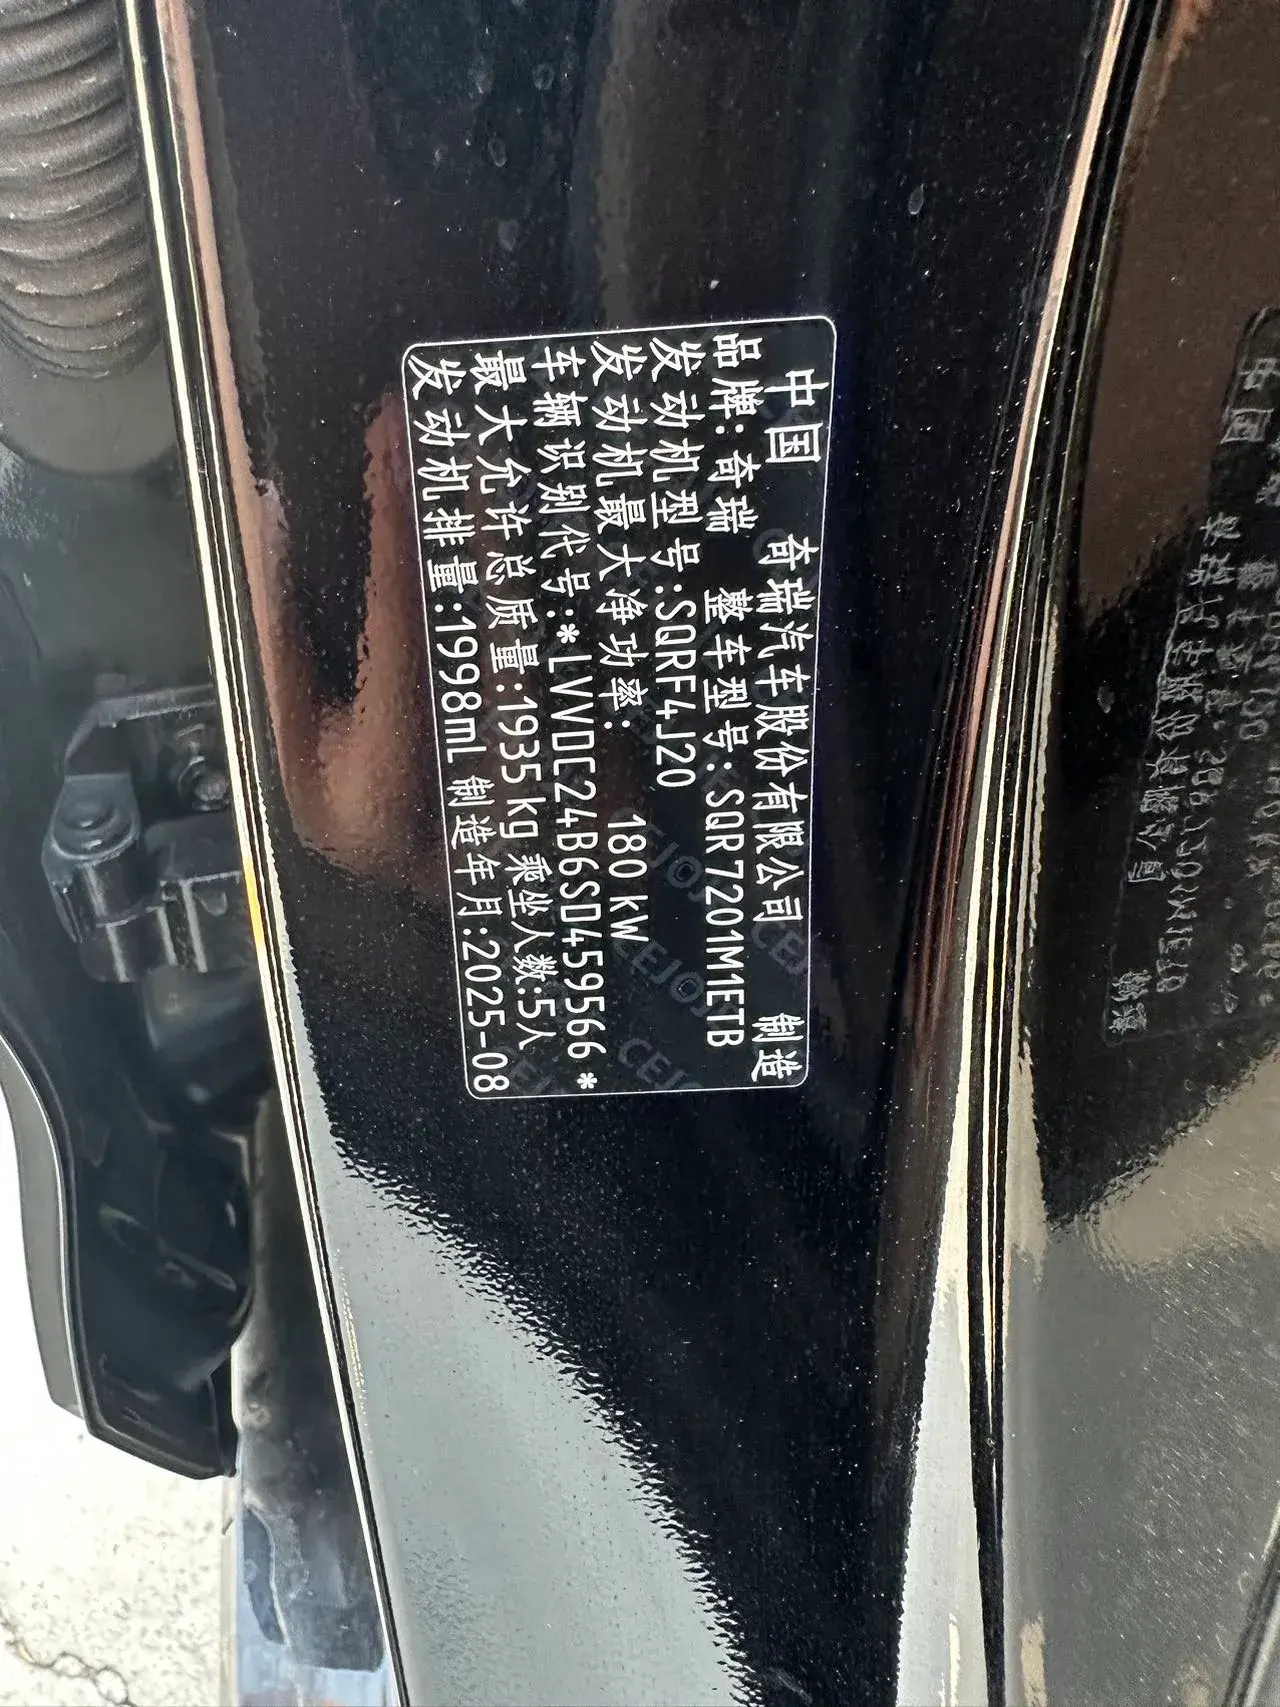 中国 奇瑞汽车股份有限公司 制造
品牌:奇瑞 整车型号:SQR7201M1ETB
发动机型号:SQRF4J20
发动机最大净功率: 180 kW
车辆识别代号:*LVVDC24B6SD459566*
最大允许总质量:1935 kg 乘坐人数:5人
发动机排量:1998mL 制造年月:2025-08